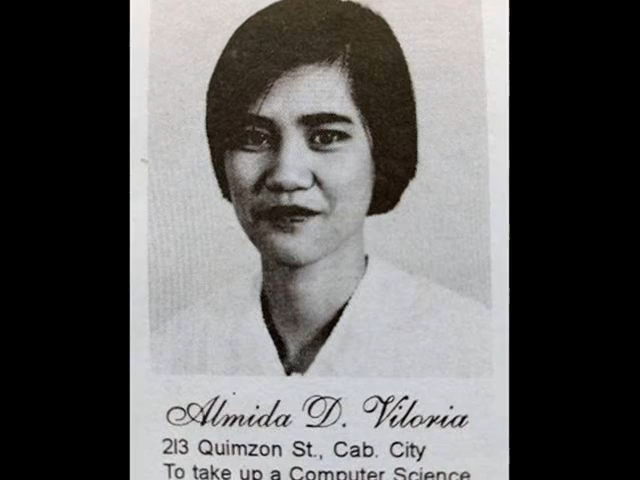 Almida D. Viloria
213 Quimzon St., Cab. City
To take up a Computer Science